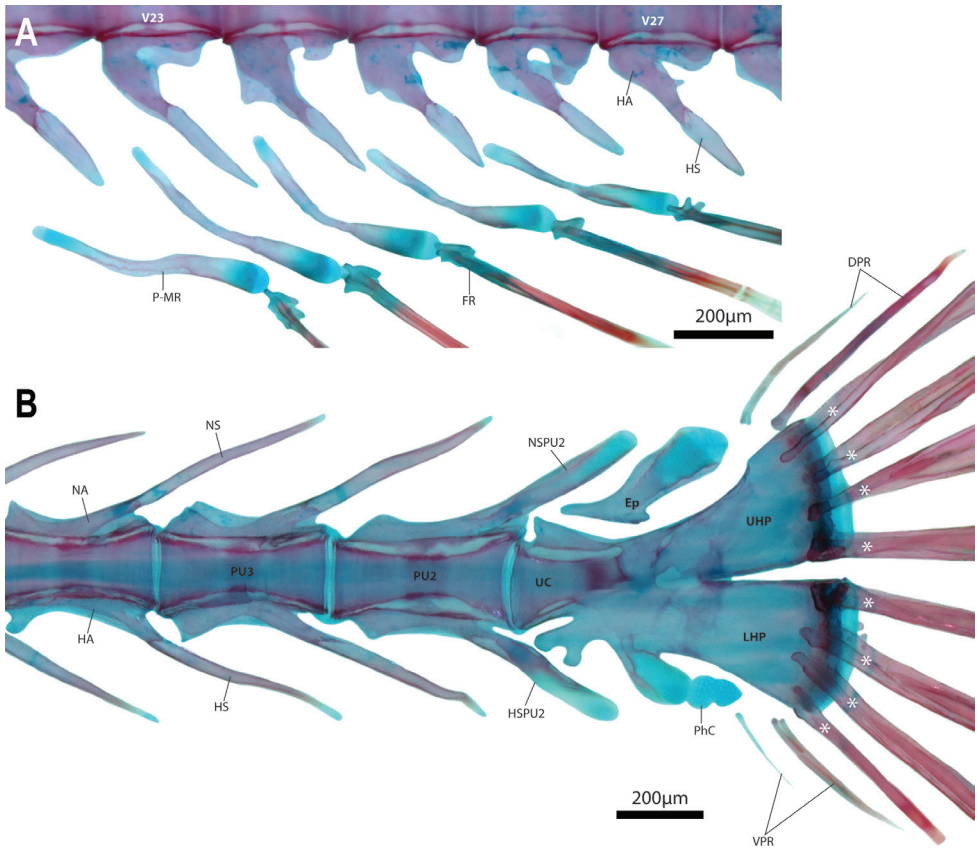 A
V23
V27
HA
HS
P-MR
FR
200µm
DPR
B
NS
NSPU2
NA
Ep
UHP
PU3
PU2
UC
HA
LHP
HS
HSPU2
PhC
200µm
VPR
*
*
*
*
*
*
*
*